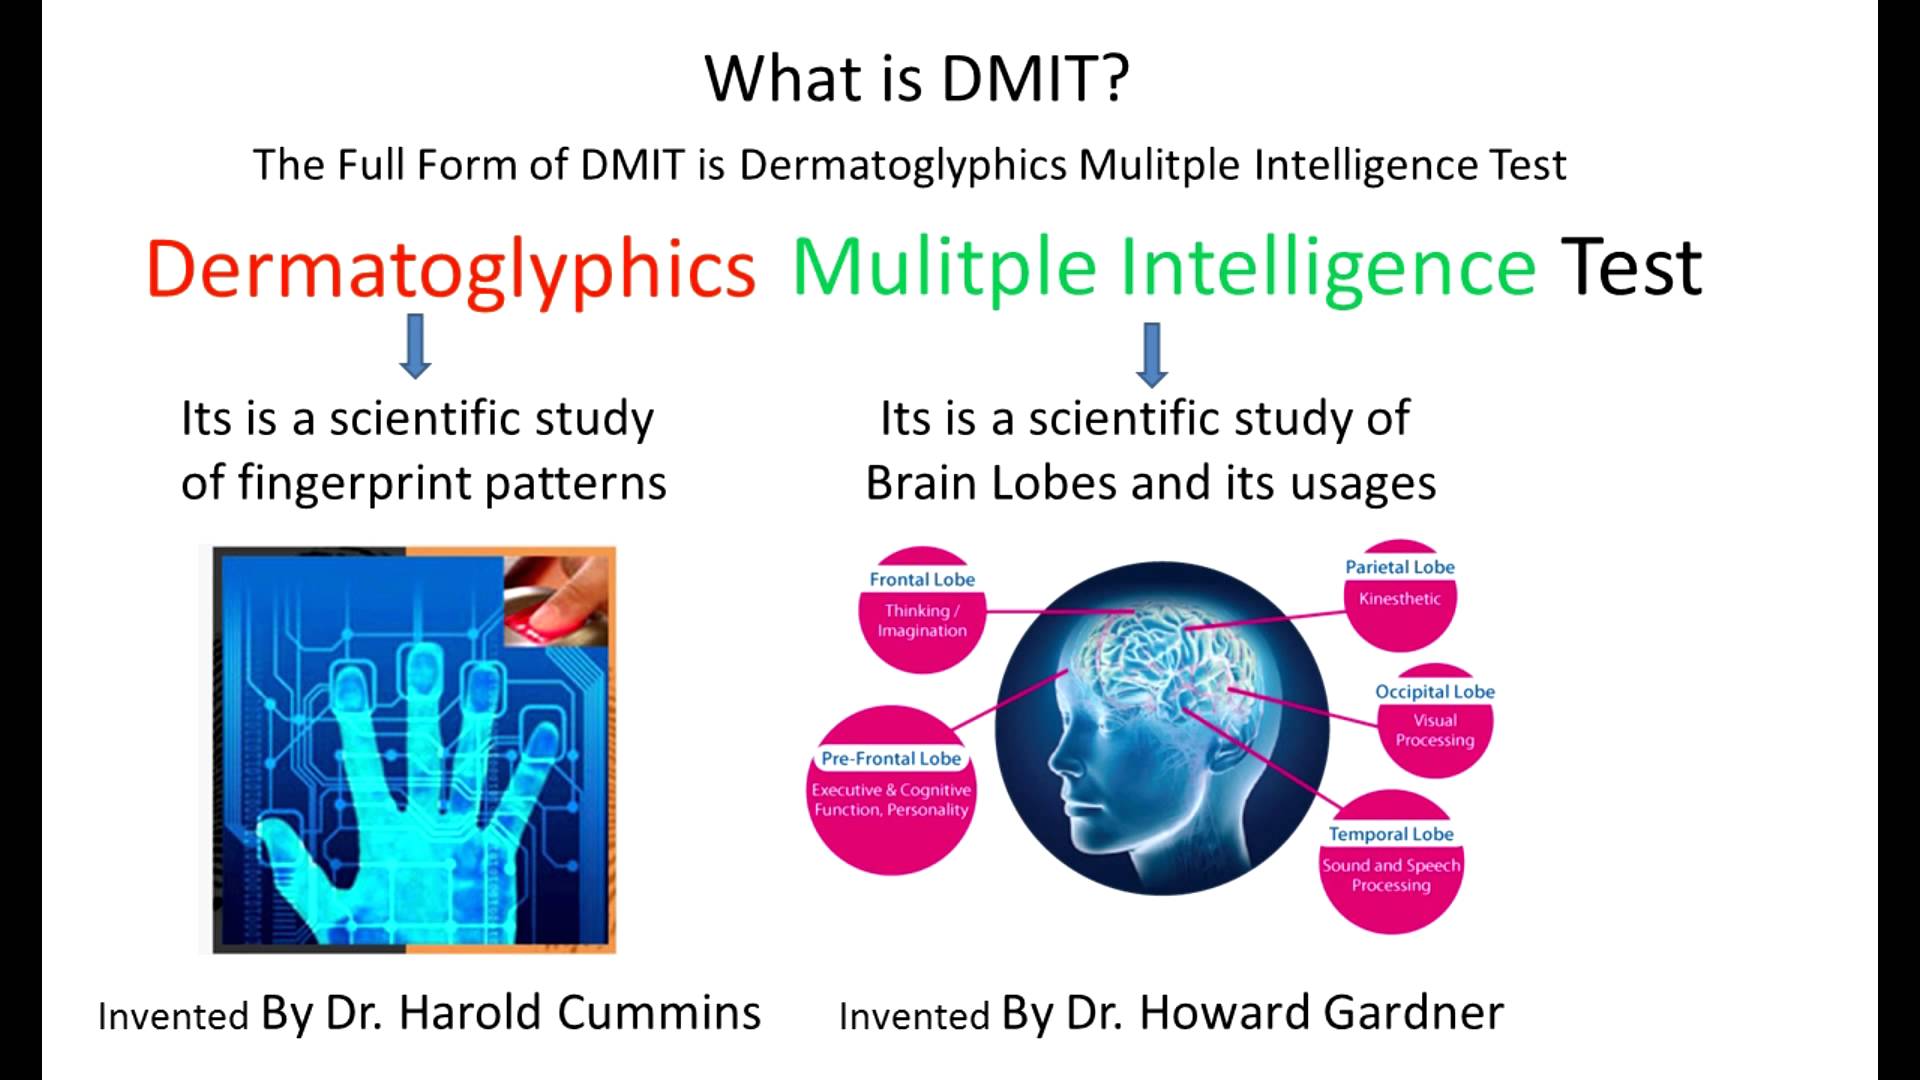 What is DMIT?
The Full Form of DMIT is Dermatoglyphics Mulitple Intelligence Test
Dermatoglyphics Mulitple Intelligence Test
Its is a scientific study
of fingerprint patterns
Its is a scientific study of
Brain Lobes and its usages
Frontal Lobe
Thinking /
Imagination
Pre-Frontal Lobe
Executive & Cognitive
Function, Personality
Parietal Lobe
Kinesthetic
Occipital Lobe
Visual
Processing
Temporal Lobe
Sound and Speech
Processing
Invented By Dr. Harold Cummins
Invented By Dr. Howard Gardner